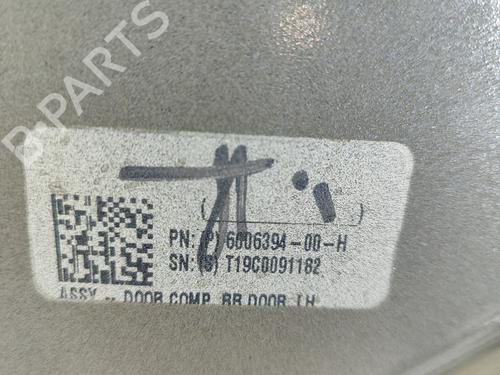 B-PARTS
PN: (P) 6006394-00-H
SN: (S) T19C0091182
ASSY - DOOR COMP, RR DOOR, LH